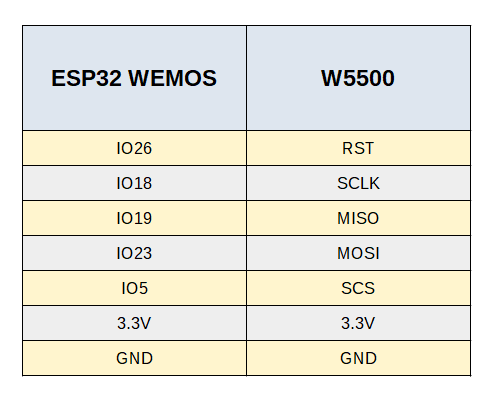 ESP32 WEMOS W5500
IO26 RST
IO18 SCLK
IO19 MISO
IO23 MOSI
IO5 SCS
3.3V 3.3V
GND GND